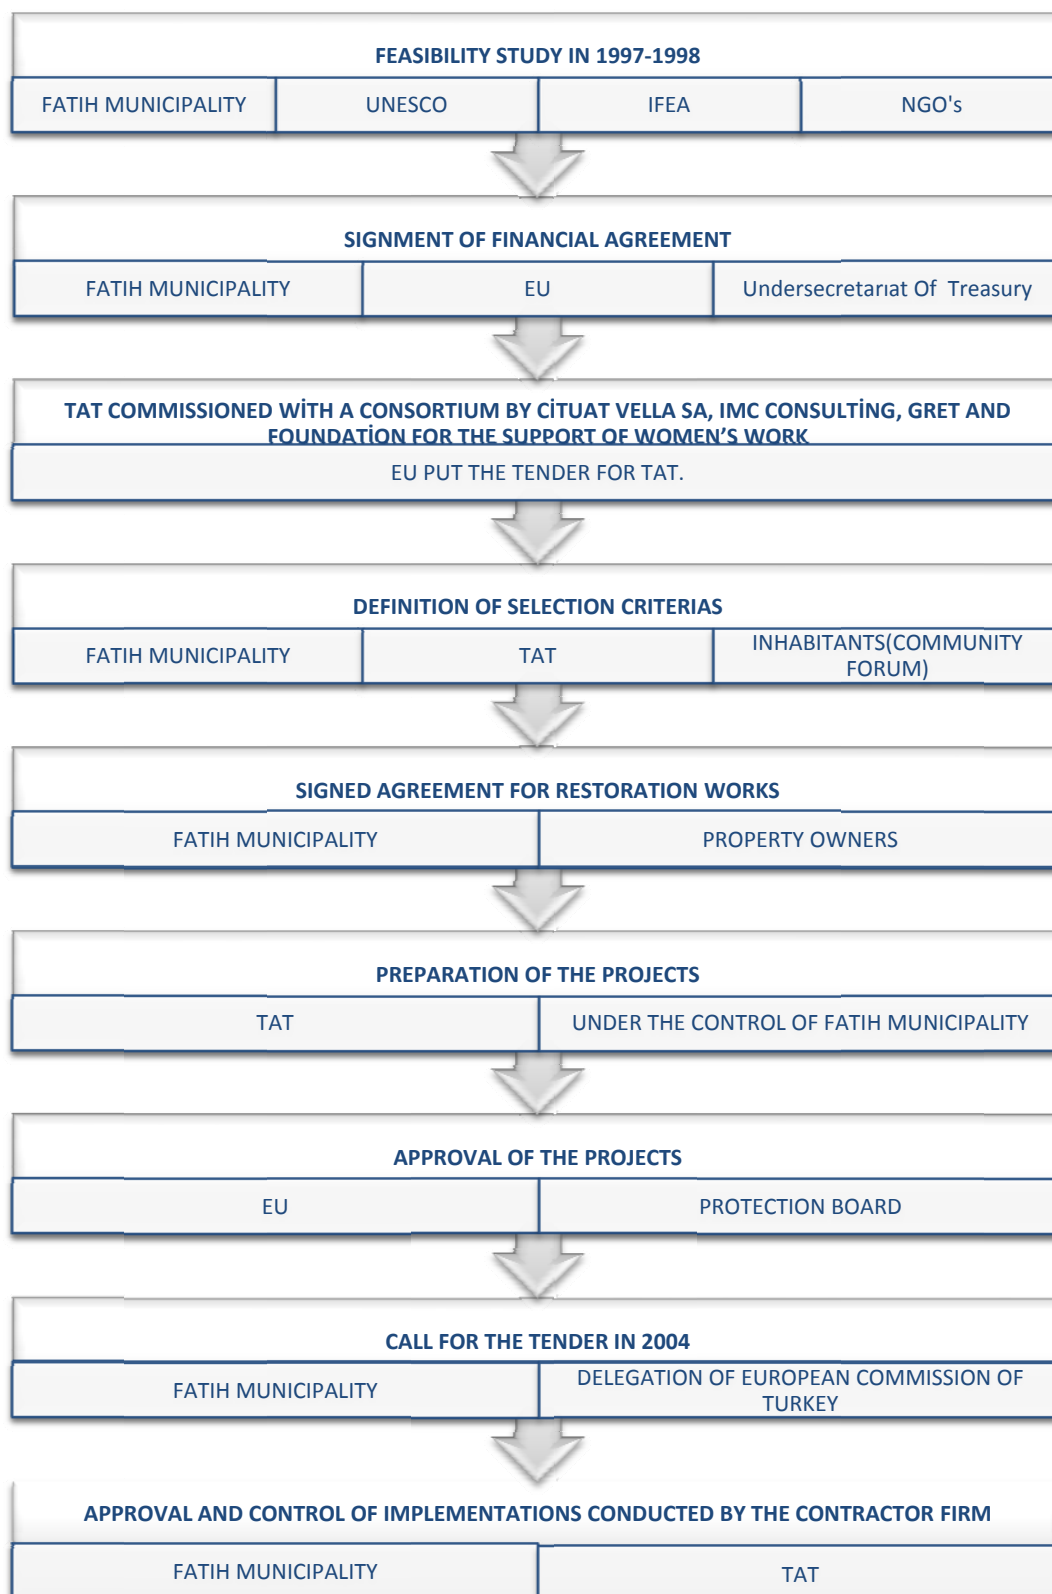 FEASIBILITY STUDY IN 1997-1998
FATIH MUNICIPALITY
UNESCO
IFEA
NGO's
SIGNMENT OF FINANCIAL AGREEMENT
FATIH MUNICIPALITY
EU
Undersecretarıat Of Treasury
TAT COMMISSIONED WİTH A CONSORTIUM BY CİTUAT VELLA SA, IMC CONSULTİNG, GRET AND
FOUNDATİON FOR THE SUPPORT OF WOMEN’S WORK
EU PUT THE TENDER FOR TAT.
DEFINITION OF SELECTION CRITERIAS
FATIH MUNICIPALITY
TAT
INHABITANTS(COMMUNITY
FORUM)
SIGNED AGREEMENT FOR RESTORATION WORKS
FATIH MUNICIPALITY
PROPERTY OWNERS
PREPARATION OF THE PROJECTS
TAT
UNDER THE CONTROL OF FATIH MUNICIPALITY
APPROVAL OF THE PROJECTS
EU
PROTECTION BOARD
CALL FOR THE TENDER IN 2004
FATIH MUNICIPALITY
DELEGATION OF EUROPEAN COMMISSION OF
TURKEY
APPROVAL AND CONTROL OF IMPLEMENTATIONS CONDUCTED BY THE CONTRACTOR FIRM
FATIH MUNICIPALITY
TAT